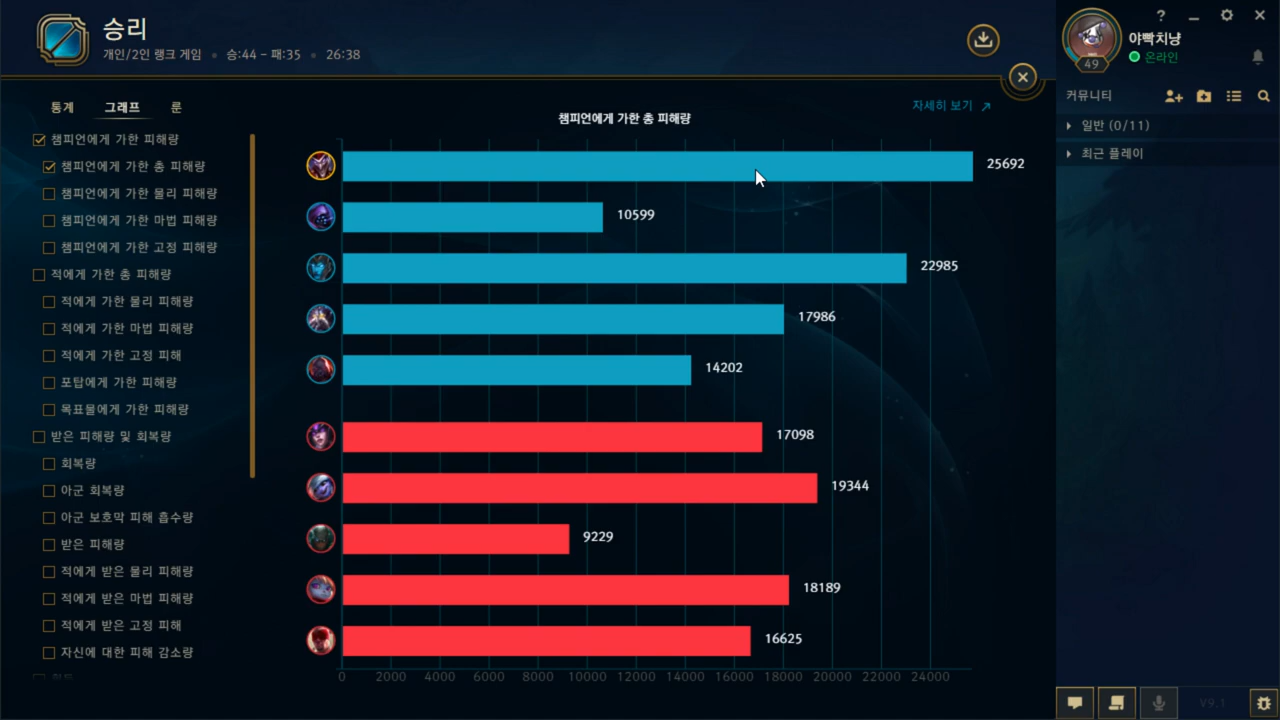 승리
개인/2인 랭크 게임 • 승:44 – 패:35 • 26:38
통계 그래프 룬
챔피언에게 가한 피해량
챔피언에게 가한 총 피해량
챔피언에게 가한 물리 피해량
챔피언에게 가한 마법 피해량
챔피언에게 가한 고정 피해량
적에게 가한 총 피해량
적에게 가한 물리 피해량
적에게 가한 마법 피해량
적에게 가한 고정 피해
포탑에게 가한 피해량
목표물에게 가한 피해량
받은 피해량 및 회복량
회복량
아군 회복량
아군 보호막 피해 흡수량
받은 피해량
적에게 받은 물리 피해량
적에게 받은 마법 피해량
적에게 받은 고정 피해
자신에 대한 피해 감소량
자세히 보기
챔피언에게 가한 총 피해량
25692
10599
22985
17986
14202
17098
19344
9229
18189
16625
0 2000 4000 6000 8000 10000 12000 14000 16000 18000 20000 22000 24000
?
야빡치냥
온라인
49
커뮤니티
일반 (0/11)
최근 플레이
V9.1